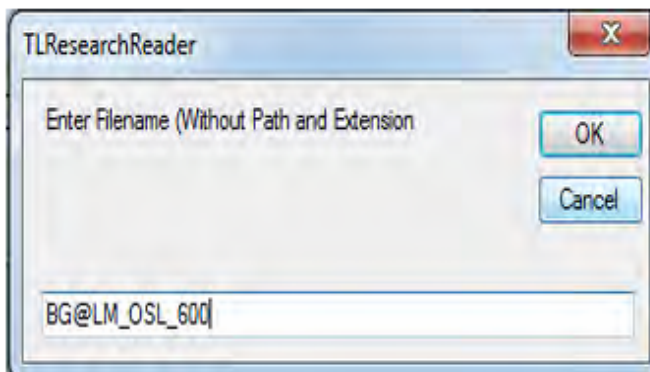 TLResearchReader
X
Enter Filename (Without Path and Extension
OK
Cancel
BG@LM_OSL_600